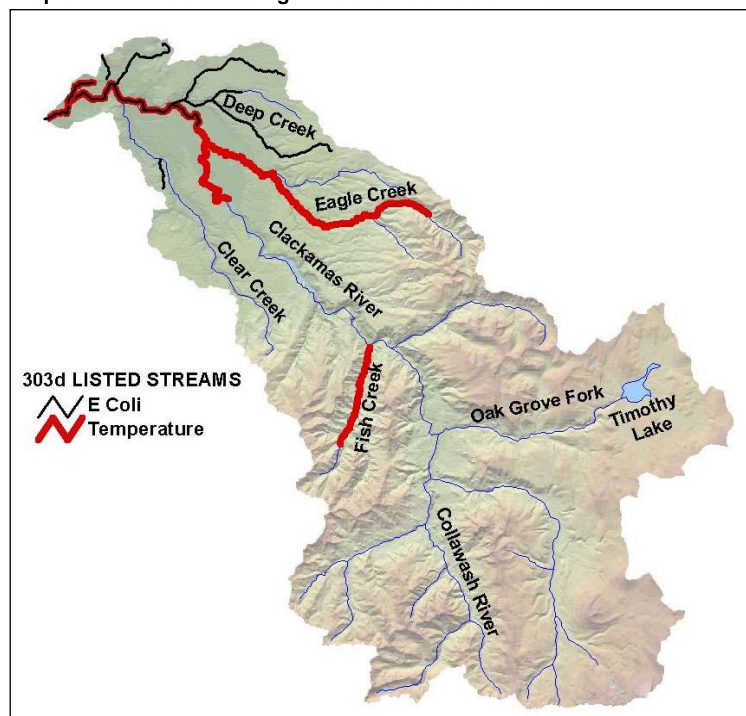 Deep Creek
Eagle Creek
Clackamas River
Clear Creek
303d LISTED STREAMS
E Coli
Temperature
Fish Creek
Oak Grove Fork
Timothy
Lake
Collawash River